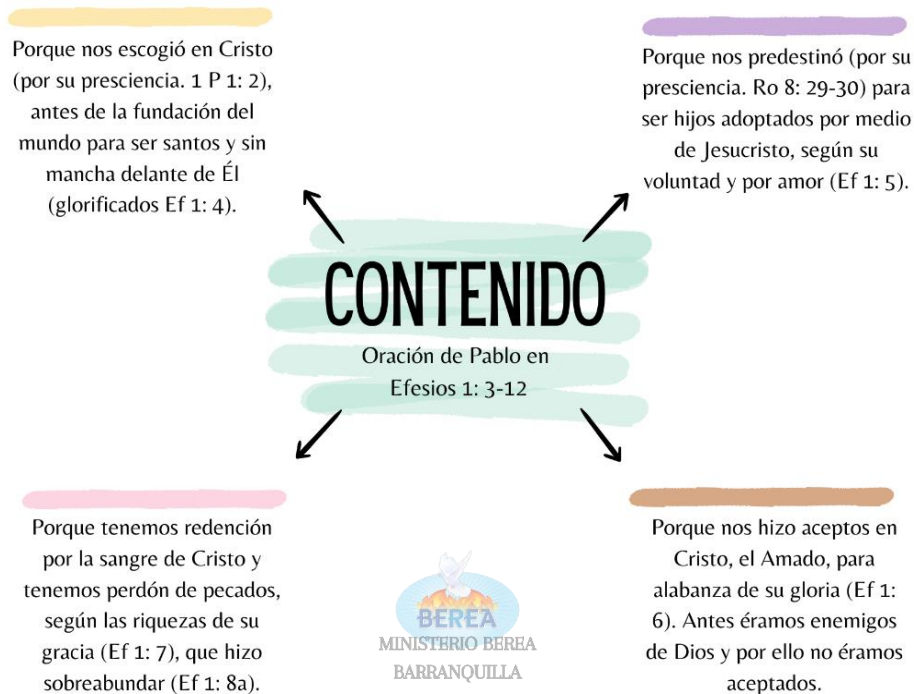 Porque nos escogió en Cristo
(por su presciencia. 1 P 1: 2),
antes de la fundación del
mundo para ser santos y sin
mancha delante de Él
(glorificados Ef 1: 4).
Porque nos predestinó (por su
presciencia. Ro 8: 29-30) para
ser hijos adoptados por medio
de Jesucristo, según su
voluntad y por amor (Ef 1: 5).
CONTENIDO
Oración de Pablo en
Efesios 1: 3-12
Porque tenemos redención
por la sangre de Cristo y
tenemos perdón de pecados,
según las riquezas de su
gracia (Ef 1: 7), que hizo
sobreabundar (Ef 1: 8a).
BEREA
MINISTERIO BEREA
BARRANQUILLA
Porque nos hizo aceptos en
Cristo, el Amado, para
alabanza de su gloria (Ef 1:
6). Antes éramos enemigos
de Dios y por ello no éramos
aceptados.